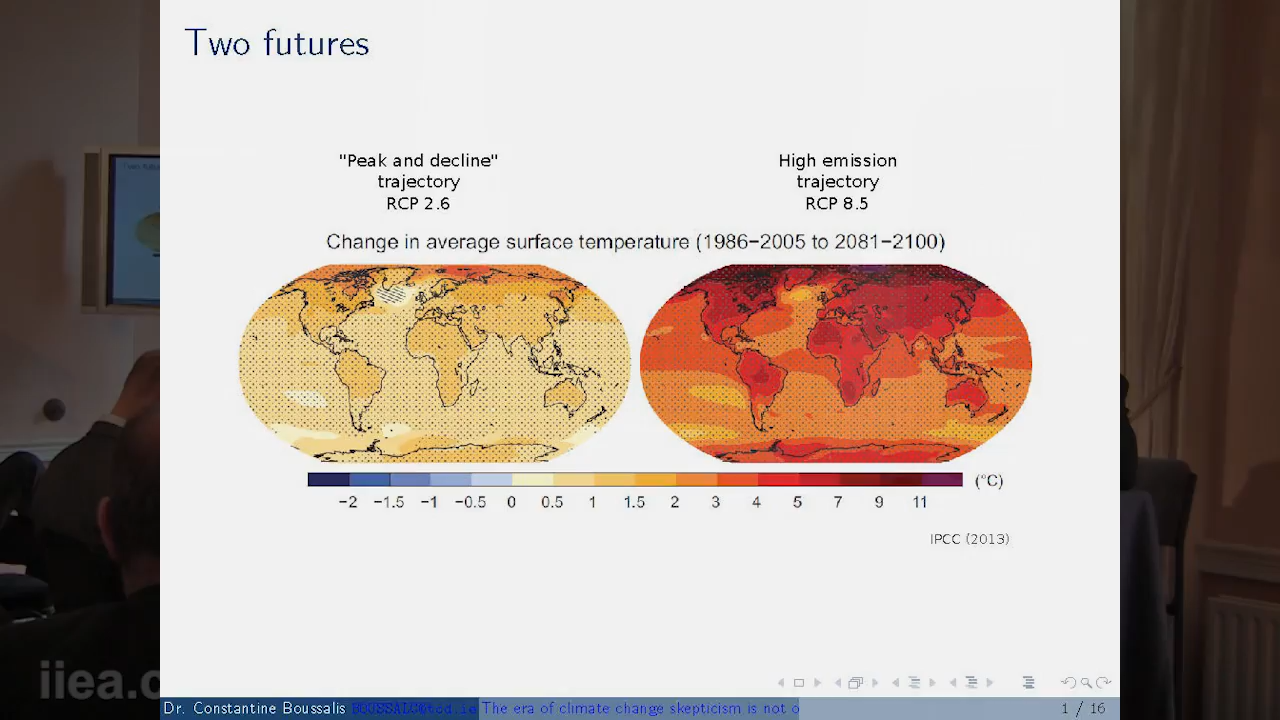 Two futures
"Peak and decline"
trajectory
RCP 2.6
High emission
trajectory
RCP 8.5
Change in average surface temperature (1986−2005 to 2081−2100)
−2 −1.5 −1 −0.5 0 0.5 1 1.5 2 3 4 5 7 9 11 (°C)
IPCC (2013)
iiea.c
Dr. Constantine Boussalis BOUSSALC@tcd.ie The era of climate change skepticism is not o 1 / 16